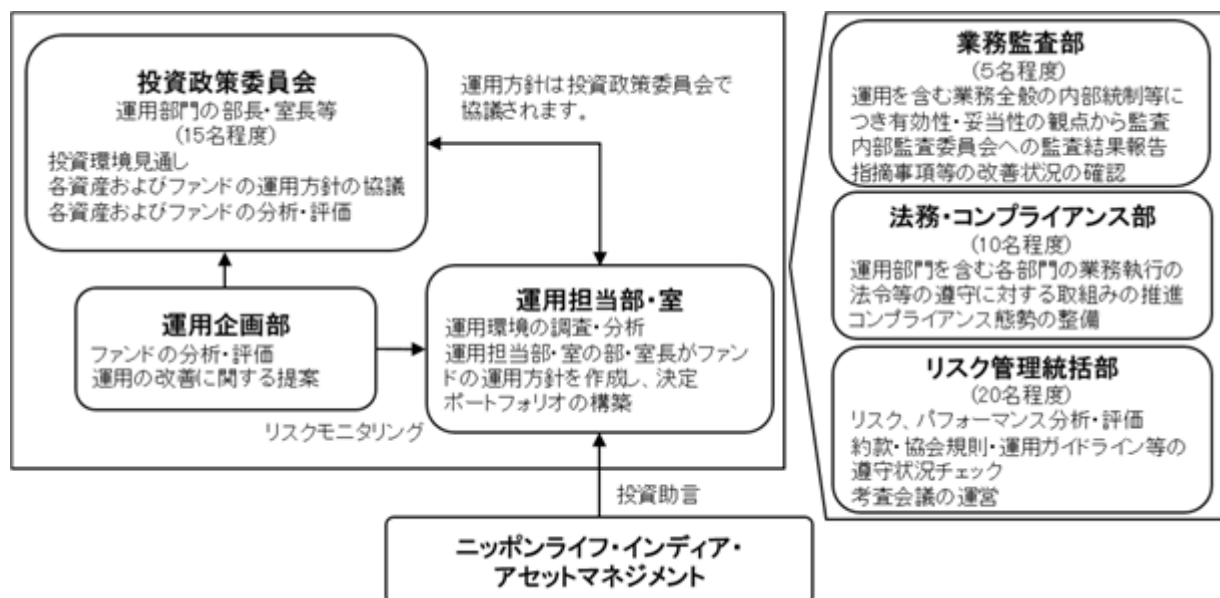 投資政策委員会
運用部門の部長・室長等
(15名程度)
投資環境見通し
各資産およびファンドの運用方針の協議
各資産およびファンドの分析・評価
運用方針は投資政策委員会で
協議されます。
運用企画部
ファンドの分析・評価
運用の改善に関する提案
リスクモニタリング
運用担当部・室
運用環境の調査・分析
運用担当部・室の部・室長がファン
ドの運用方針を作成し、決定
ポートフォリオの構築
投資助言
ニッポンライフ・インディア・
アセットマネジメント
業務監査部
(5名程度)
運用を含む業務全般の内部統制等に
つき有効性・妥当性の観点から監査
内部監査委員会への監査結果報告
指摘事項等の改善状況の確認
法務・コンプライアンス部
(10名程度)
運用部門を含む各部門の業務執行の
法令等の遵守に対する取組みの推進
コンプライアンス態勢の整備
リスク管理統括部
(20名程度)
リスク、パフォーマンス分析・評価
約款・協会規則・運用ガイドライン等の
遵守状況チェック
考査会議の運営